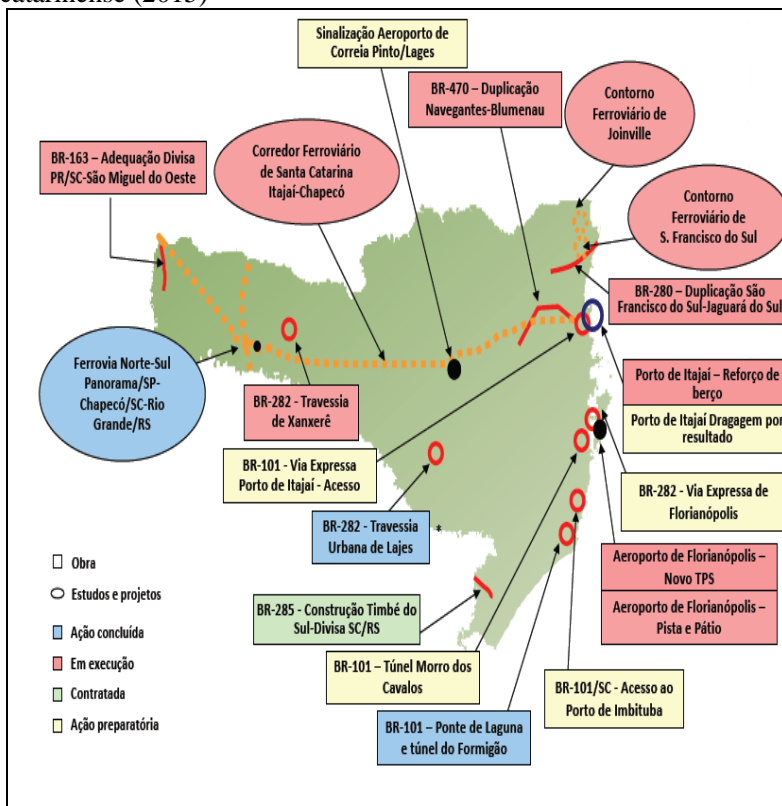 catarinense (2015)
Sinalização Aeroporto de
Correia Pinto/Lages
BR-470 – Duplicação
Navegantes-Blumenau
Contorno
Ferroviário de
Joinville
BR-163 – Adequação Divisa
PR/SC-São Miguel do Oeste
Corredor Ferroviário
de Santa Catarina
Itajaí-Chapecó
Contorno
Ferroviário de
S. Francisco do Sul
BR-280 – Duplicação São
Francisco do Sul-Jaguará do Sul
Ferrovia Norte-Sul
Panorama/SP-
Chapecó/SC-Rio
Grande/RS
BR-282 - Travessia
de Xanxerê
Porto de Itajaí – Reforço de
berço
Porto de Itajaí Dragagem por
resultado
BR-101 - Via Expressa
Porto de Itajaí - Acesso
BR-282 - Via Expressa de
Florianópolis
BR-282 - Travessia
Urbana de Lajes
*
Aeroporto de Florianópolis –
Novo TPS
Aeroporto de Florianópolis –
Pista e Pátio
BR-285 - Construção Timbé do
Sul-Divisa SC/RS
BR-101 – Túnel Morro dos
Cavalos
BR-101/SC - Acesso ao
Porto de Imbituba
BR-101 – Ponte de Laguna
e túnel do Formigão
Obra
Estudos e projetos
Ação concluída
Em execução
Contratada
Ação preparatória